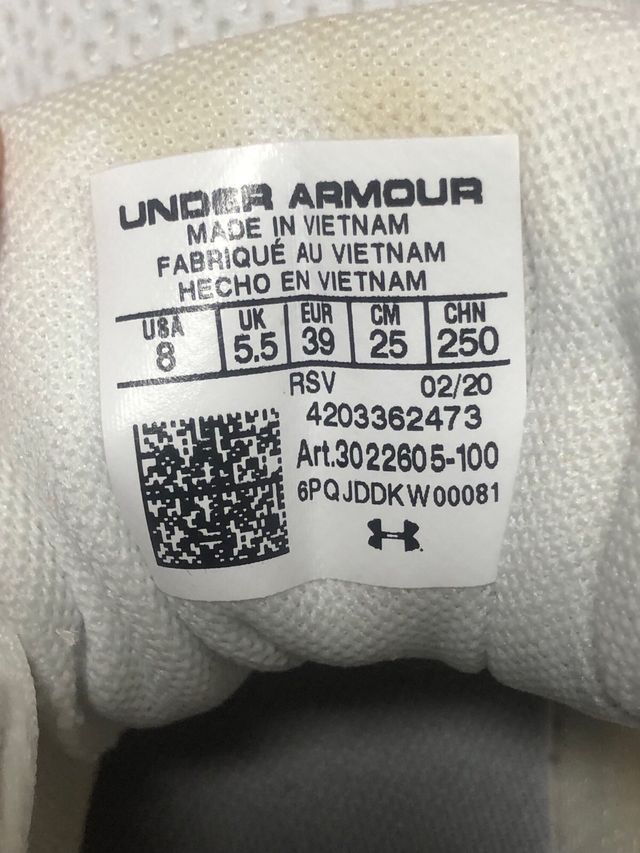 UNDER ARMOUR
MADE IN VIETNAM
FABRIQUÉ AU VIETNAM
HECHO EN VIETNAM
USA UK EUR CM CHN
8 5.5 39 25 250
RSV 02/20
4203362473
Art.3022605-100
6PQJDDKW00081